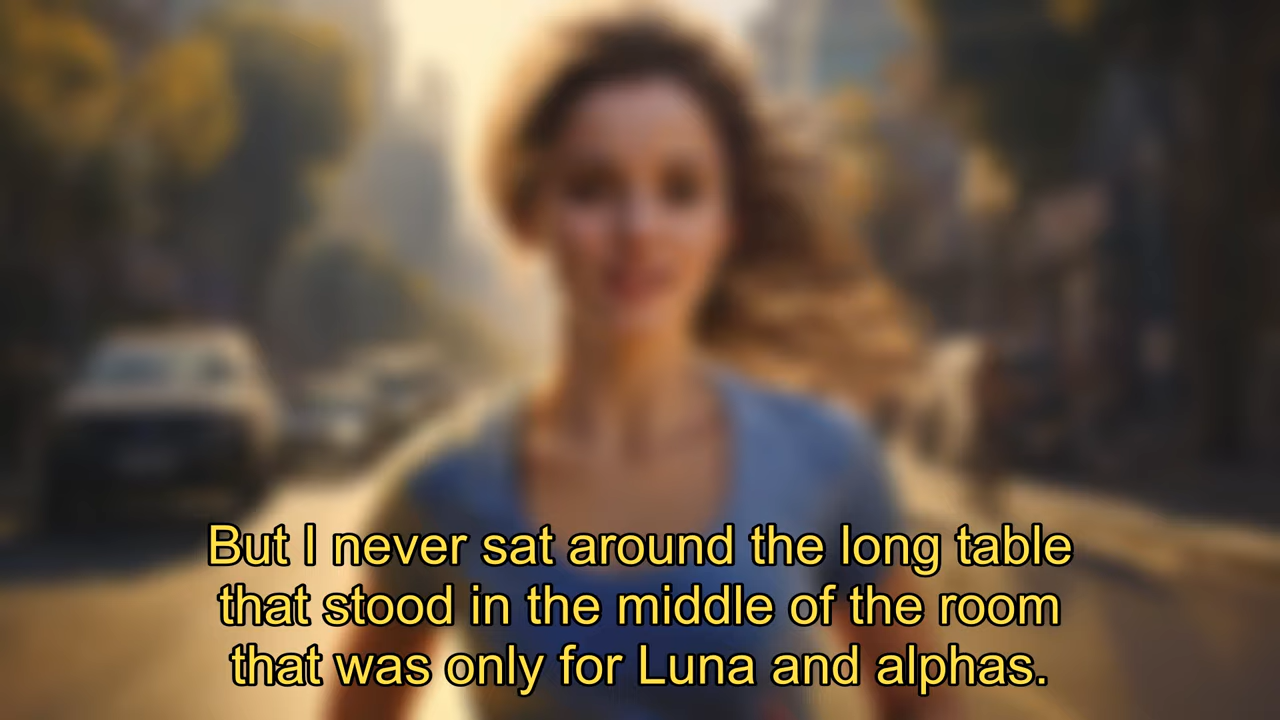 But I never sat around the long table
that stood in the middle of the room
that was only for Luna and alphas.